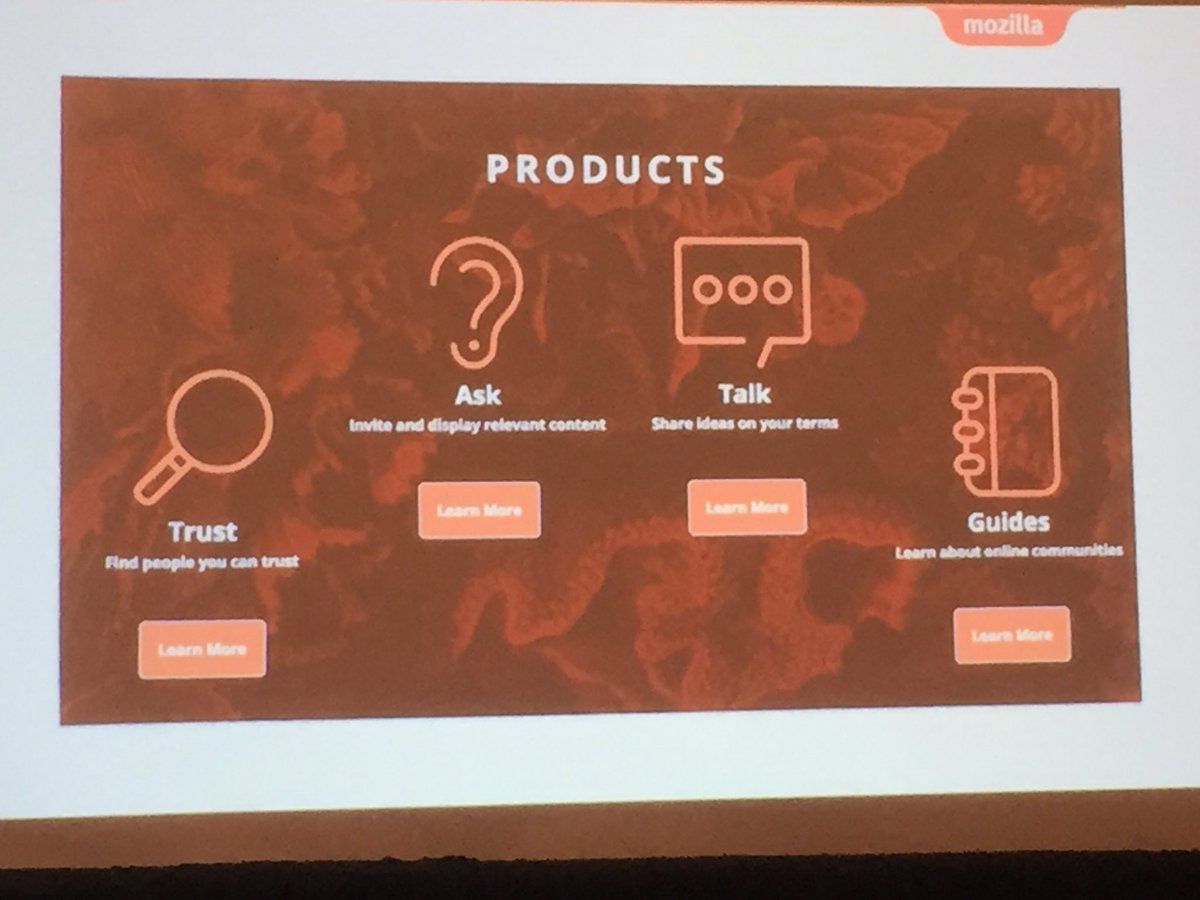 mozilla
PRODUCTS
Ask
Invite and display relevant content
Learn More
Talk
Share ideas on your terms
Learn More
Trust
Find people you can trust
Learn More
Guides
Learn about online communities
Learn More